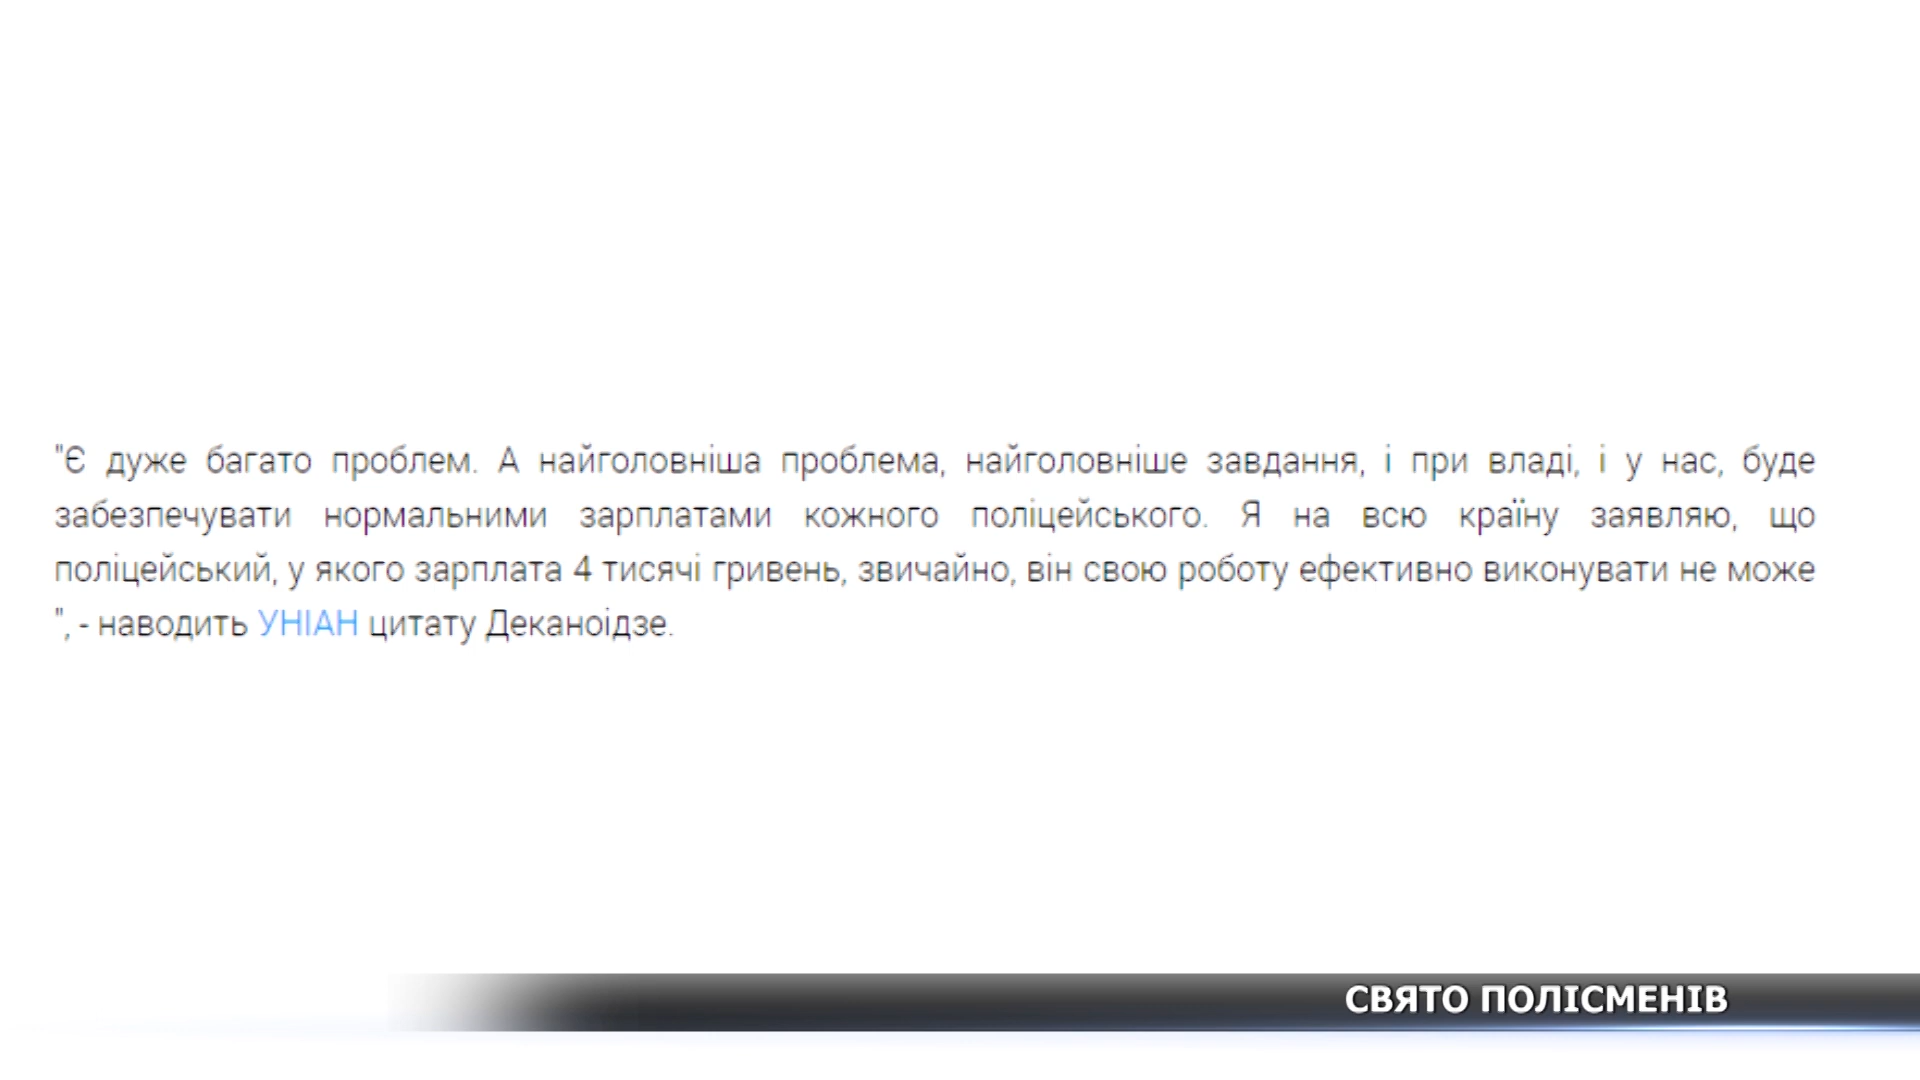 "Є дуже багато проблем. А найголовніша проблема, найголовніше завдання, і при владі, і у нас, буде
забезпечувати нормальними зарплатами кожного поліцейського. Я на всю країну заявляю, що
поліцейський, у якого зарплата 4 тисячі гривень, звичайно, він свою роботу ефективно виконувати не може
", - наводить УНІАН цитату Деканоідзе.
СВЯТО ПОЛІСМЕНІВ